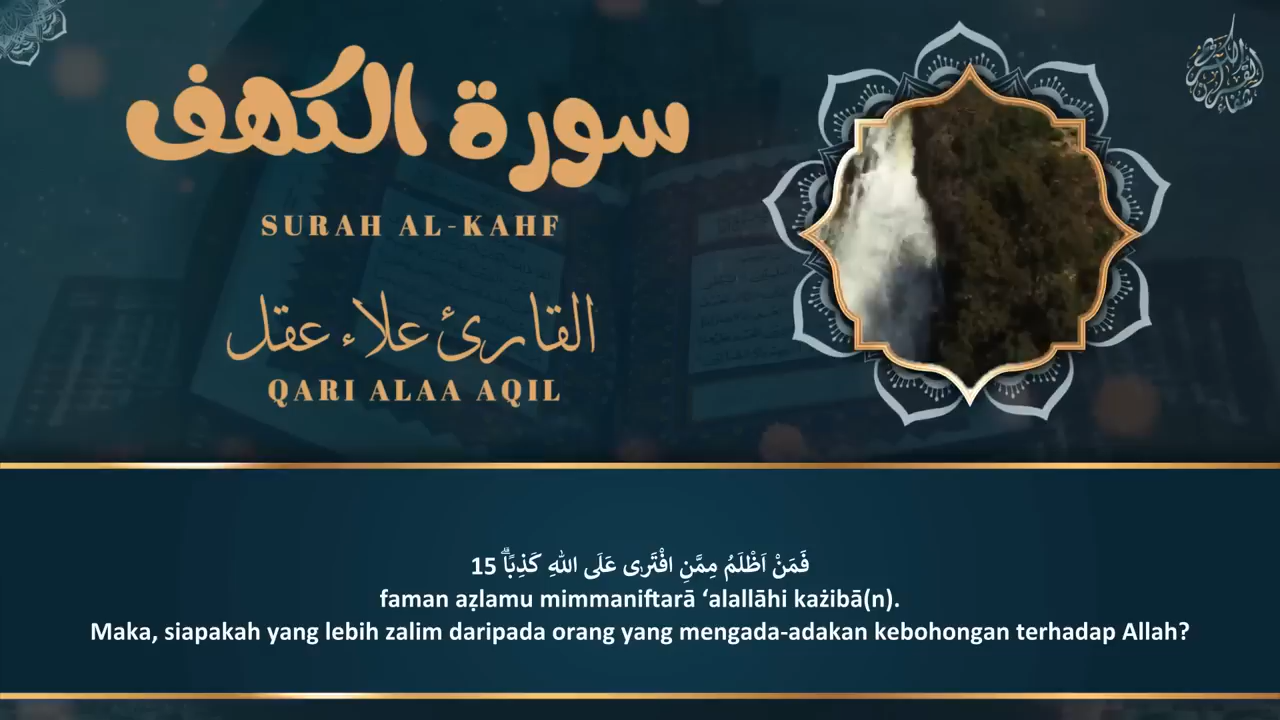 سورة الكهف
SURAH AL-KAHF
القارئ علاء عقل
QARI ALAA AQIL
فَمَنْ اَظْلَمُ مِمَّنِ افْتَرٰى عَلَى اللّٰهِ كَذِبًاۗ 15
faman aẓlamu mimmaniftarā ‘alallāhi każibā(n).
Maka, siapakah yang lebih zalim daripada orang yang mengada-adakan kebohongan terhadap Allah?